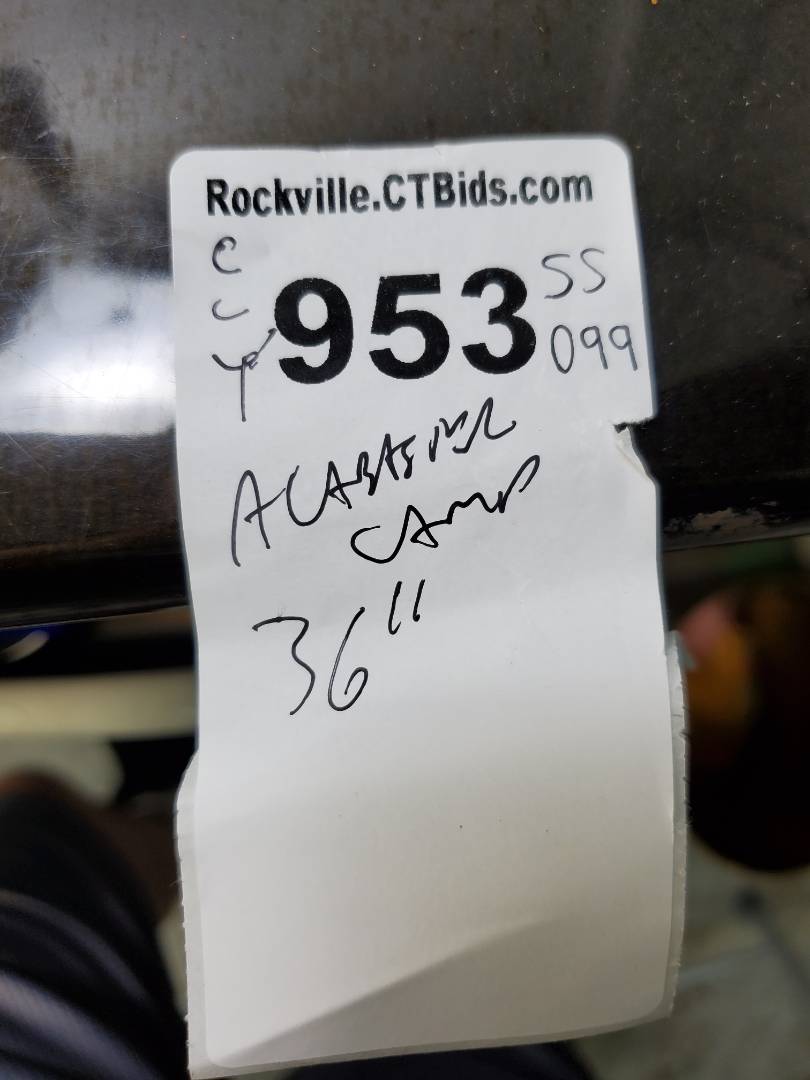 Rockville.CTBids.com
C
C
953
SS
099
ALABASTER
LAMP
36"